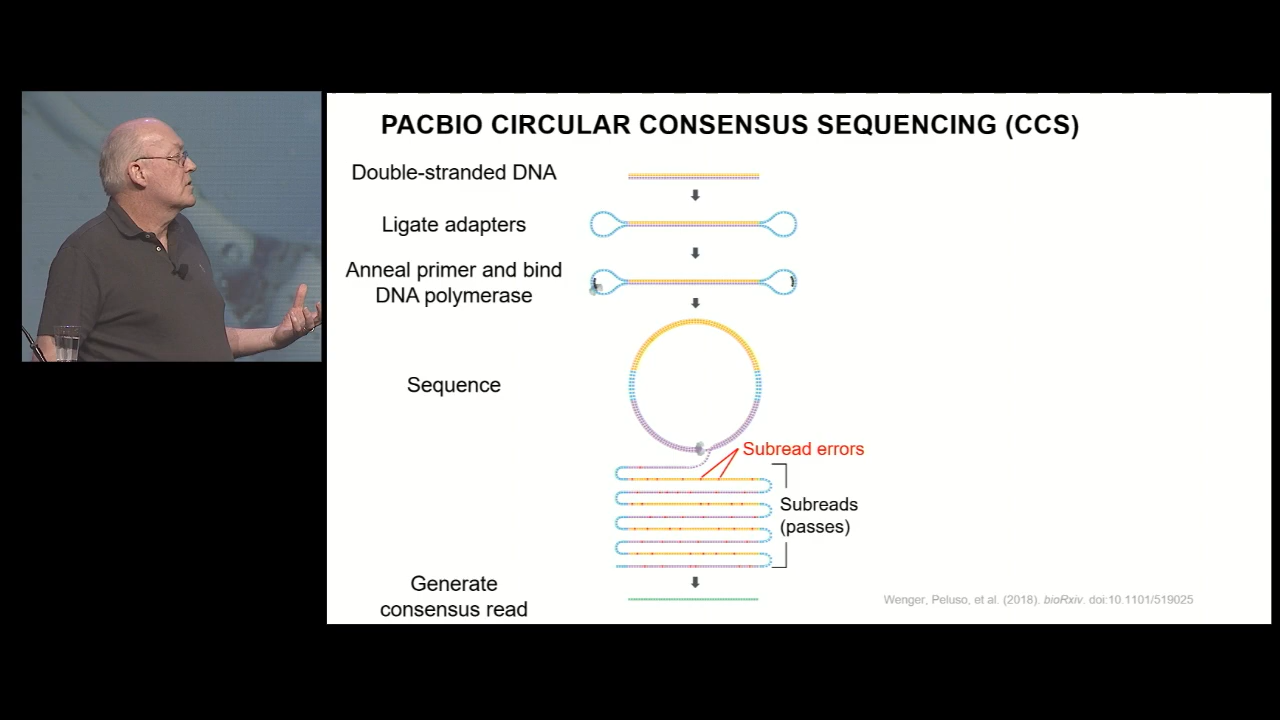 PACBIO CIRCULAR CONSENSUS SEQUENCING (CCS)
Double-stranded DNA
Ligate adapters
Anneal primer and bind
DNA polymerase
Sequence
Subread errors
Subreads
(passes)
Generate
consensus read
Wenger, Peluso, et al. (2018). bioRxiv. doi:10.1101/519025